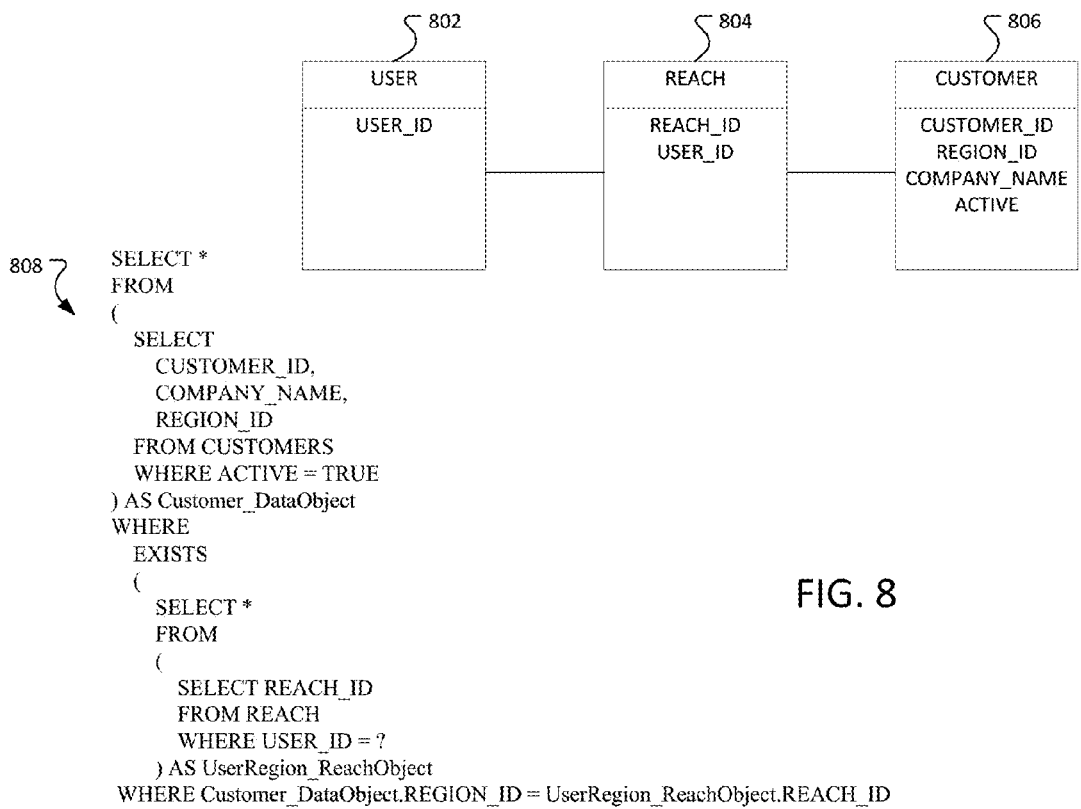 802
804
806
USER
USER_ID
REACH
REACH_ID
USER_ID
CUSTOMER
CUSTOMER_ID
REGION_ID
COMPANY_NAME
ACTIVE
808
SELECT *
FROM
(
SELECT
CUSTOMER_ID,
COMPANY_NAME,
REGION_ID
FROM CUSTOMERS
WHERE ACTIVE = TRUE
) AS Customer_DataObject
WHERE
EXISTS
(
SELECT *
FROM
(
SELECT REACH_ID
FROM REACH
WHERE USER_ID = ?
) AS UserRegion_ReachObject
WHERE Customer_DataObject.REGION_ID = UserRegion_ReachObject.REACH_ID
FIG. 8